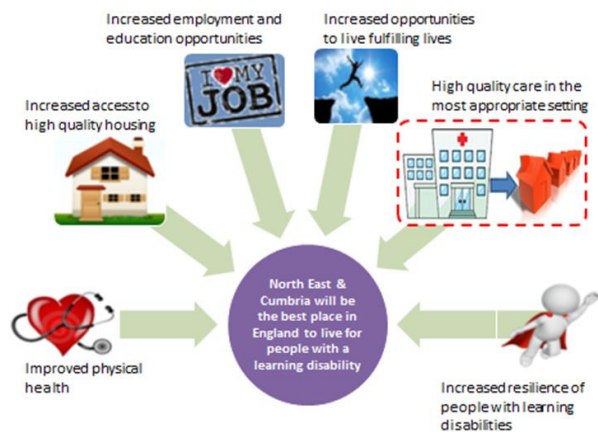 Increased employment and
education opportunities
Increased opportunities
to live fulfilling lives
I MY
JOB
High quality care in the
most appropriate setting
Increased accessto
high quality housing
North East &
Cumbria will be
the best place in
England to live for
people with a
learning disability
Improved physical
health
Increased resilience of
people with learning
disabilities